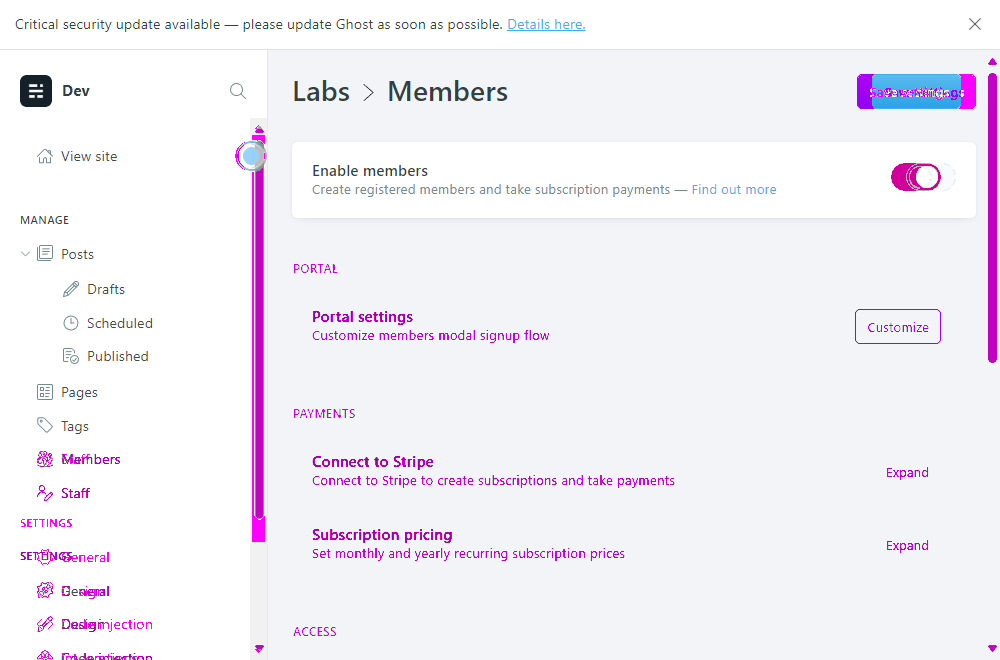 Critical security update available — please update Ghost as soon as possible. Details here.
Dev
View site
MANAGE
Posts
Drafts
Scheduled
Published
Pages
Tags
Members
Staff
SETTINGS
SETTINGS
General
General
Labs > Members
Enable members
Create registered members and take subscription payments — Find out more
PORTAL
Portal settings
Customize members modal signup flow
Customize
PAYMENTS
Connect to Stripe
Connect to Stripe to create subscriptions and take payments
Expand
Subscription pricing
Set monthly and yearly recurring subscription prices
Expand
ACCESS